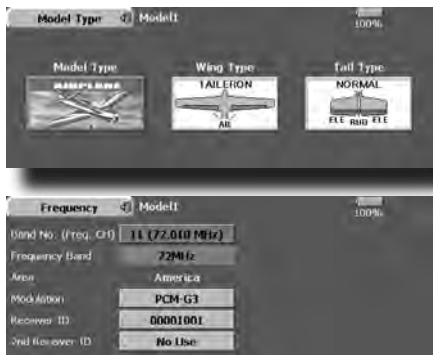 Model Type Model1 100%
Model Type Wing Type Tail Type
AIRPLANE 1AILERON NORMAL
AIL ELE RUD ELE
Frequency Model1 100%
Band No. (Freq. CH) 11 (72.010 MHz)
Frequency Band 72MHz
Area America
Modulation PCM-G3
Receiver ID 00001001
2nd Receiver ID No Use